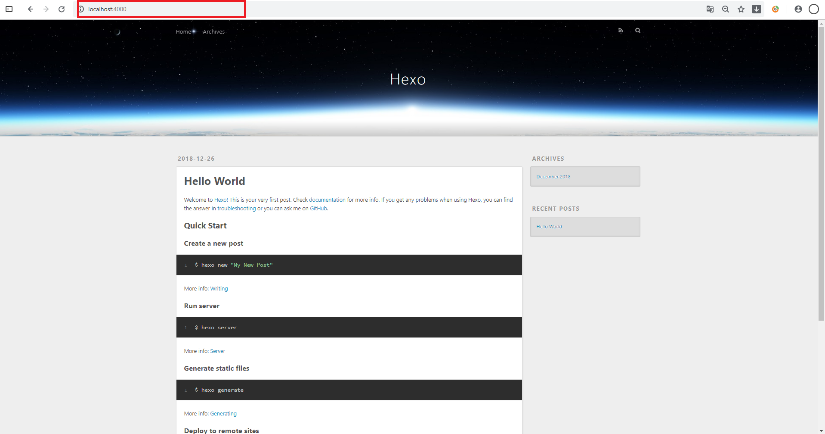 localhost:4000
Home
Archives
Hexo
2018-12-26
Hello World
Welcome to Hexo! This is your very first post. Check documentation for more info. If you get any problems when using Hexo, you can find
the answer in troubleshooting or you can ask me on GitHub.
Quick Start
Create a new post
1 $ hexo new "My New Post"
More info: Writing
Run server
1 $ hexo server
More info: Server
Generate static files
1 $ hexo generate
More info: Generating
Deploy to remote sites
ARCHIVES
December 2018
RECENT POSTS
Hello World